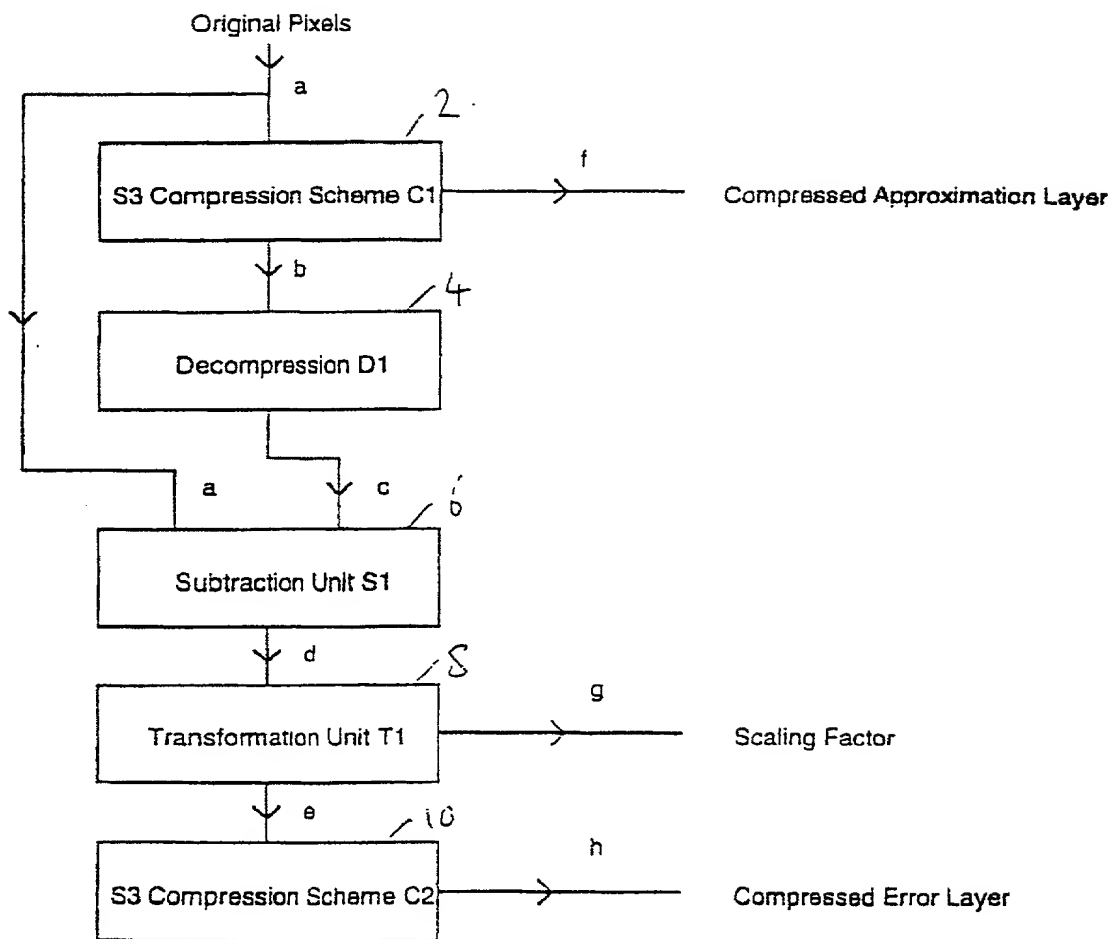 Original Pixels
a
2
S3 Compression Scheme C1
f
Compressed Approximation Layer
b
4
Decompression D1
a
c
6
Subtraction Unit S1
d
8
Transformation Unit T1
g
Scaling Factor
e
10
S3 Compression Scheme C2
h
Compressed Error Layer